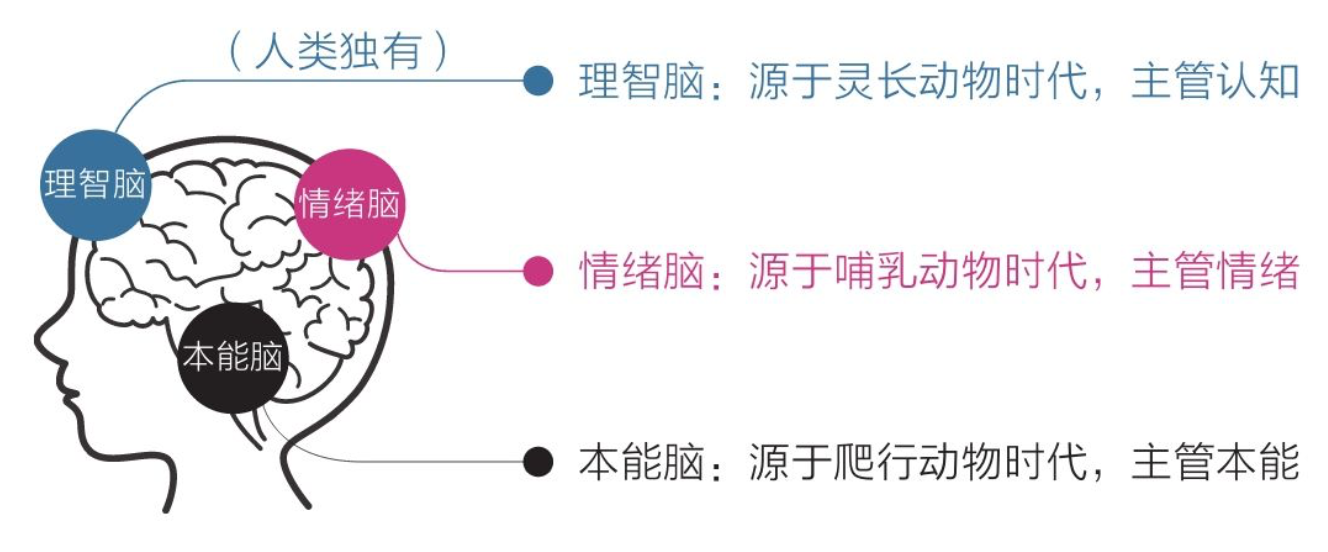 （人类独有）
理智脑：源于灵长动物时代，主管认知
理智脑
情绪脑
情绪脑：源于哺乳动物时代，主管情绪
本能脑
本能脑：源于爬行动物时代，主管本能